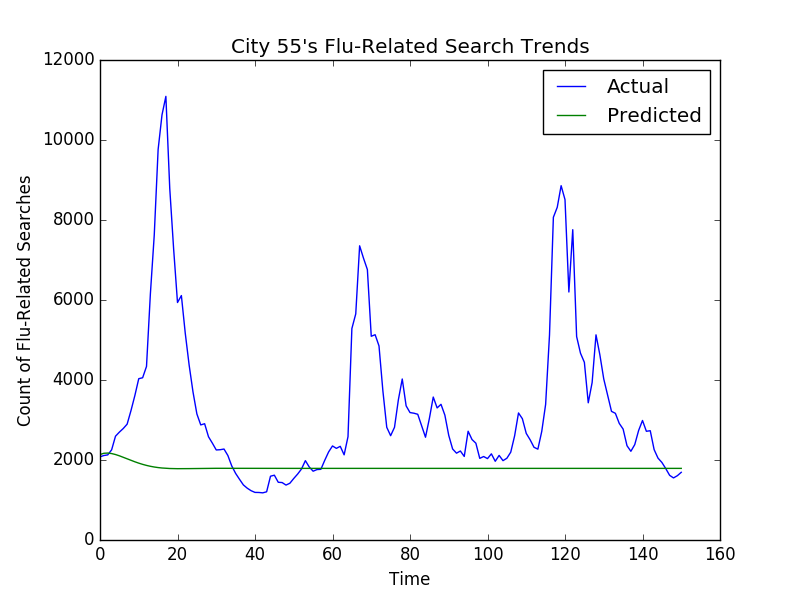 City 55's Flu-Related Search Trends
Actual
Predicted
12000
10000
8000
6000
4000
2000
0
Count of Flu-Related Searches
0 20 40 60 80 100 120 140 160
Time